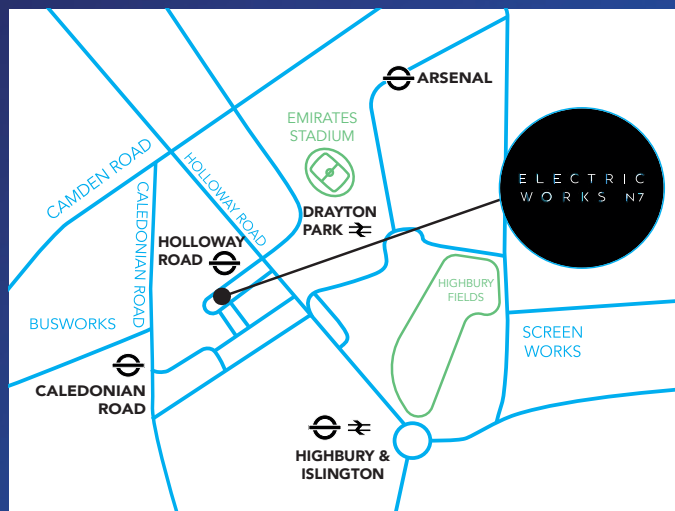 ARSENAL
EMIRATES
STADIUM
CAMDEN ROAD
HOLLOWAY ROAD
CALEDONIAN ROAD
ELECTRIC
WORKS N7
DRAYTON
PARK
HOLLOWAY
ROAD
HIGHBURY
FIELDS
BUSWORKS
SCREEN
WORKS
CALEDONIAN
ROAD
HIGHBURY &
ISLINGTON